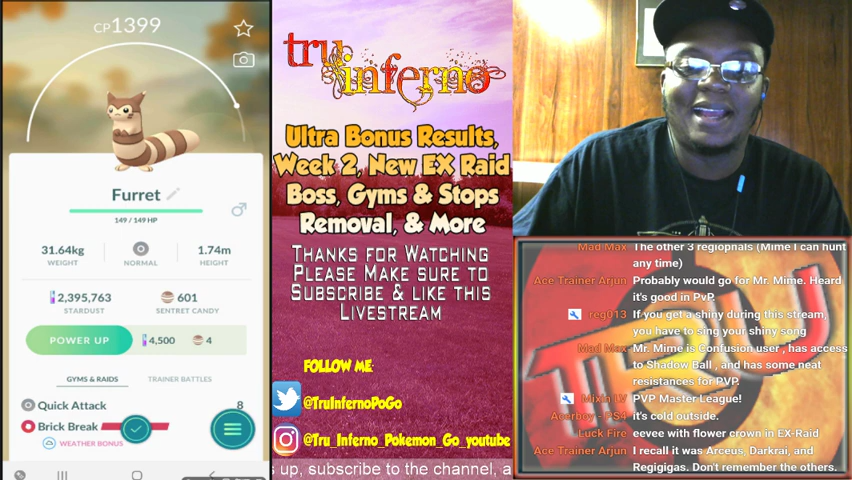 CP1399
Furret
149 / 149 HP
31.64kg
WEIGHT
NORMAL
1.74m
HEIGHT
2,395,763
STARDUST
601
SENTRET CANDY
POWER UP
4,500
4
GYMS & RAIDS
TRAINER BATTLES
Quick Attack
8
Brick Break
WEATHER BONUS
tru
inferno
Ultra Bonus Results,
Week 2, New EX Raid
Boss, Gyms & Stops
Removal, & More
THANKS FOR WATCHING
PLEASE MAKE SURE TO
SUBSCRIBE & LIKE THIS
LIVESTREAM
FOLLOW ME:
@TruInfernoPoGo
@Tru_Inferno_Pokemon_Go_youtube
s up, subscribe to the channel, a
Mad Max The other 3 regiopnals (Mime I can hunt
any time)
Ace Trainer Arjun Probably would go for Mr. Mime. Heard
it's good in PvP.
reg013 If you get a shiny during this stream,
you have to sing your shiny song
Mad Max Mr. Mime is Confusion user , has access
to Shadow Ball , and has some neat
resistances for PVP.
PVP Master League!
Acerboy - PS4 it's cold outside.
Luck Fire eevee with flower crown in EX-Raid
Ace Trainer Arjun I recall it was Arceus, Darkrai, and
Regigigas. Don't remember the others.
TRU